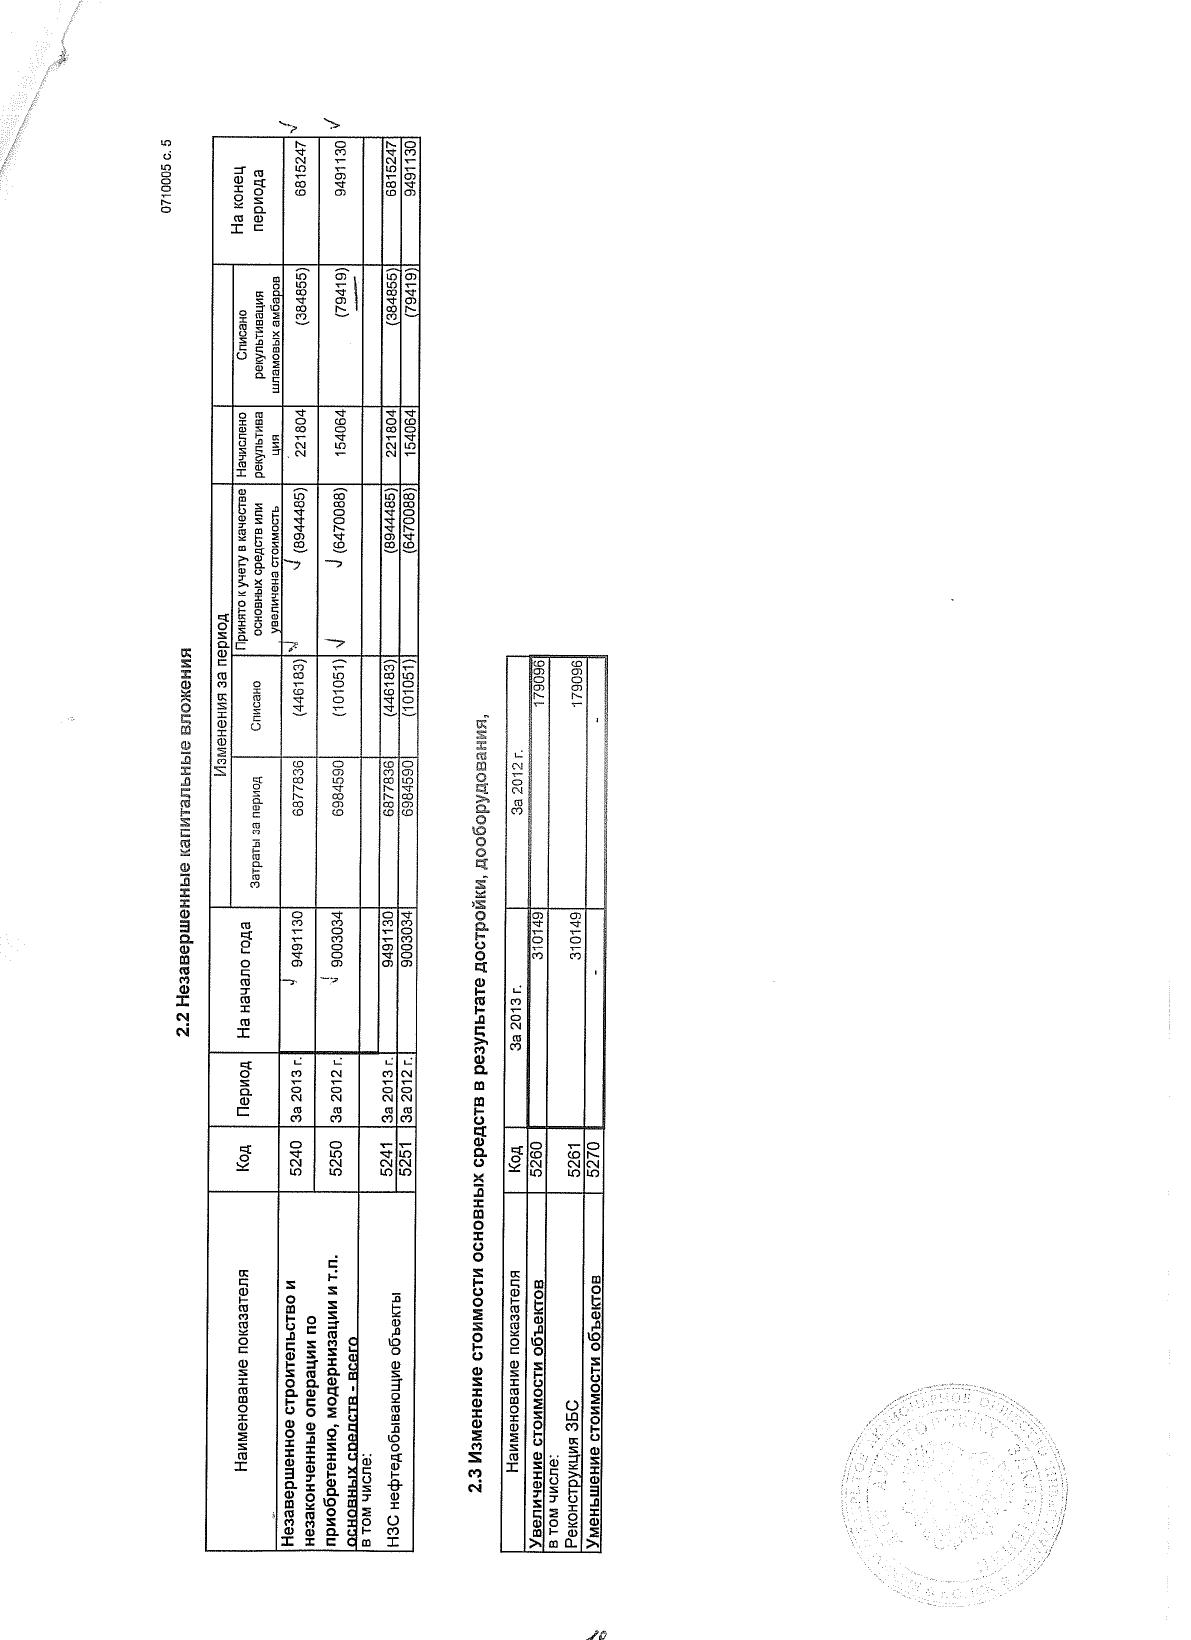 0710005 с. 5
2.2 Незавершенные капитальные вложения
Наименование показателя Код Период На начало года Изменения за период На конец периода
Затраты за период Списано Принято к учету в качестве основных средств или увеличена стоимость Начислено рекультива ция Списано рекультивация шламовых амбаров
Незавершенное строительство и 5240 За 2013 г. 9491130 6877836 (446183) (8944485) 221804 (384855) 6815247
незаконченные операции по
приобретению, модернизации и т.п. 5250 За 2012 г. 9003034 6984590 (101051) (6470088) 154064 (79419) 9491130
основных средств - всего
в том числе:
НЗС нефтедобывающие объекты 5241 За 2013 г. 9491130 6877836 (446183) (8944485) 221804 (384855) 6815247
5251 За 2012 г. 9003034 6984590 (101051) (6470088) 154064 (79419) 9491130
2.3 Изменение стоимости основных средств в результате достройки, дооборудования,
Наименование показателя Код За 2013 г. За 2012 г.
Увеличение стоимости объектов 5260 310149 179096
в том числе:
Реконструкция ЗБС 5261 310149 179096
Уменьшение стоимости объектов 5270 - -
ДЛЯ АУДИТОРСКИХ ЗАКЛЮЧЕНИЙ